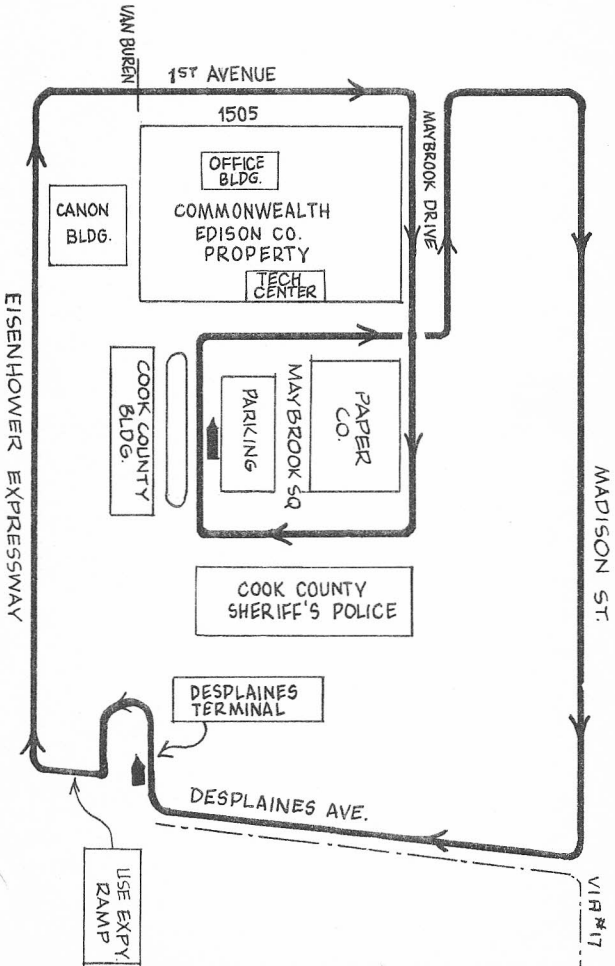 VAN BUREN
1ST AVENUE
1505
OFFICE
BLDG.
COMMONWEALTH
EDISON CO.
PROPERTY
TECH
CENTER
CANON
BLDG.
MAYBROOK DRIVE
EISENHOWER EXPRESSWAY
COOK COUNTY
BLDG.
PARKING
MAYBROOK SQ
PAPER
CO.
MADISON ST.
COOK COUNTY
SHERIFF'S POLICE
DESPLAINES
TERMINAL
DESPLAINES AVE.
USE EXPY.
RAMP
VIA #17